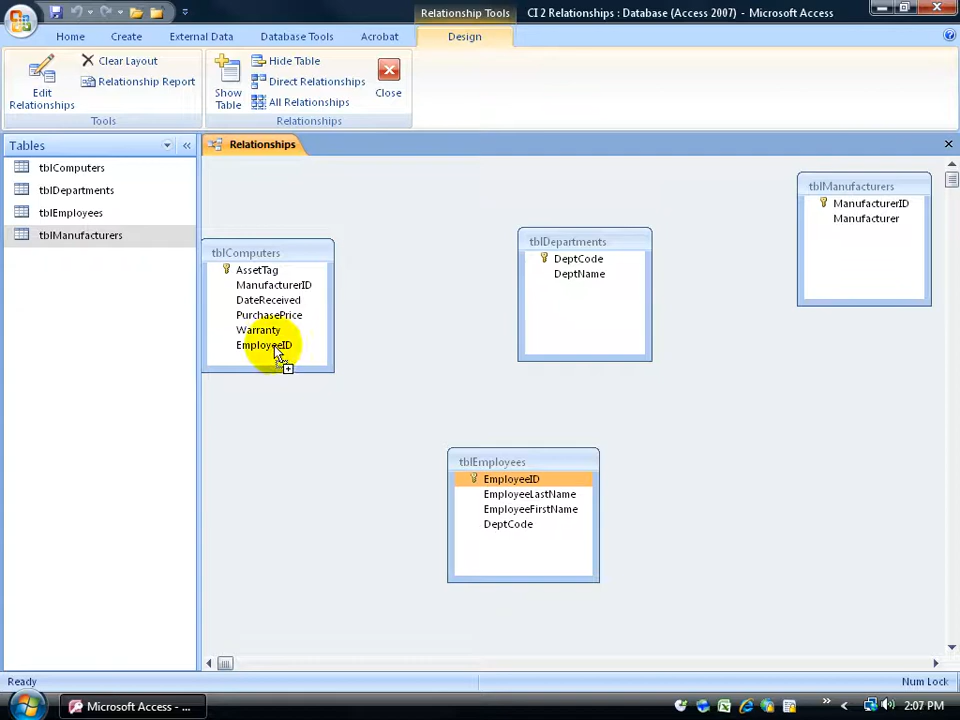 Relationship Tools
CI 2 Relationships : Database (Access 2007) - Microsoft Access
Home Create External Data Database Tools Acrobat Design
Edit Relationships
Clear Layout
Relationship Report
Tools
Show Table
Hide Table
Direct Relationships
All Relationships
Close
Relationships
Tables
tblComputers
tblDepartments
tblEmployees
tblManufacturers
Relationships
tblComputers
AssetTag
ManufacturerID
DateReceived
PurchasePrice
Warranty
EmployeeID
tblDepartments
DeptCode
DeptName
tblManufacturers
ManufacturerID
Manufacturer
tblEmployees
EmployeeID
EmployeeLastName
EmployeeFirstName
DeptCode
Ready
Num Lock
Microsoft Access - ...
2:07 PM